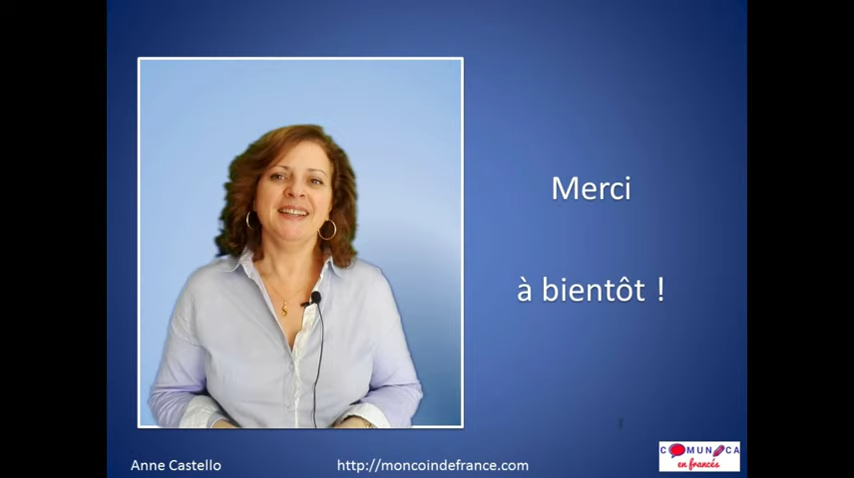 Merci
à bientôt !
Anne Castello
http://moncoindefrance.com
COMUNICA
en francés